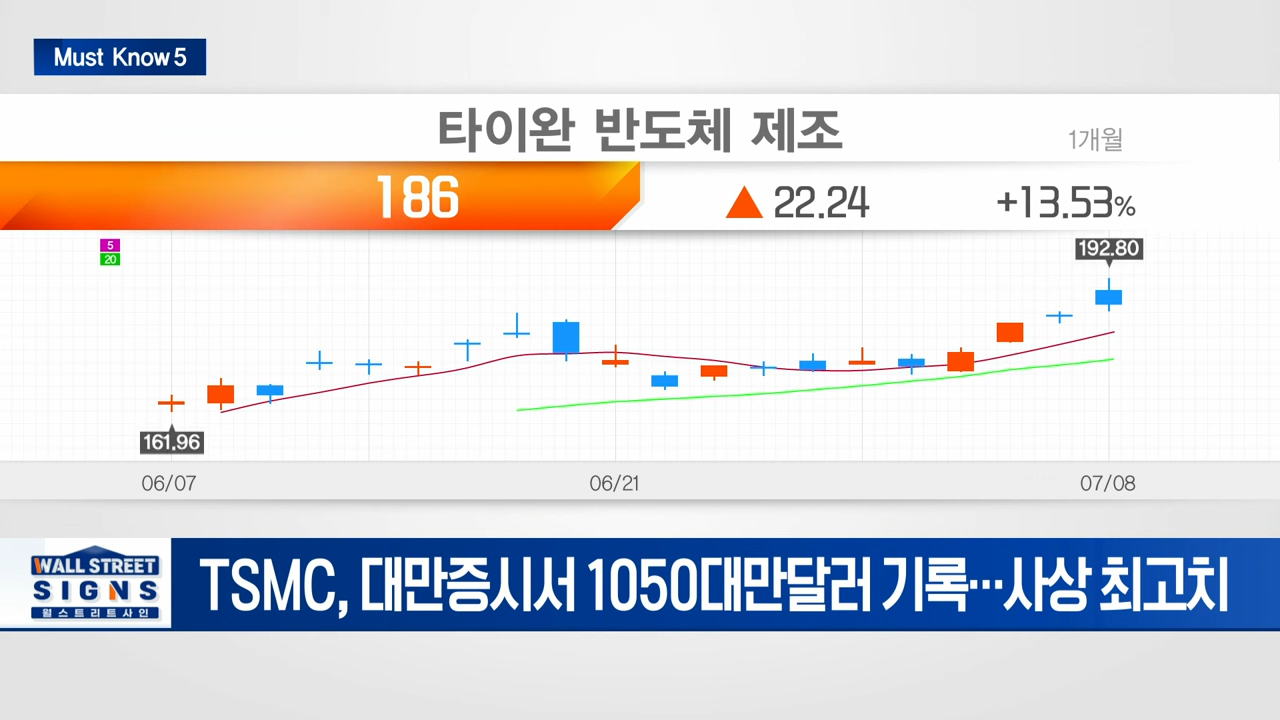 Must Know 5
타이완 반도체 제조
1개월
186 ▲ 22.24 +13.53%
5
20
192.80
161.96
06/07 06/21 07/08
WALL STREET
SIGNS
월스트리트사인
TSMC, 대만증시서 1050대만달러 기록…사상 최고치